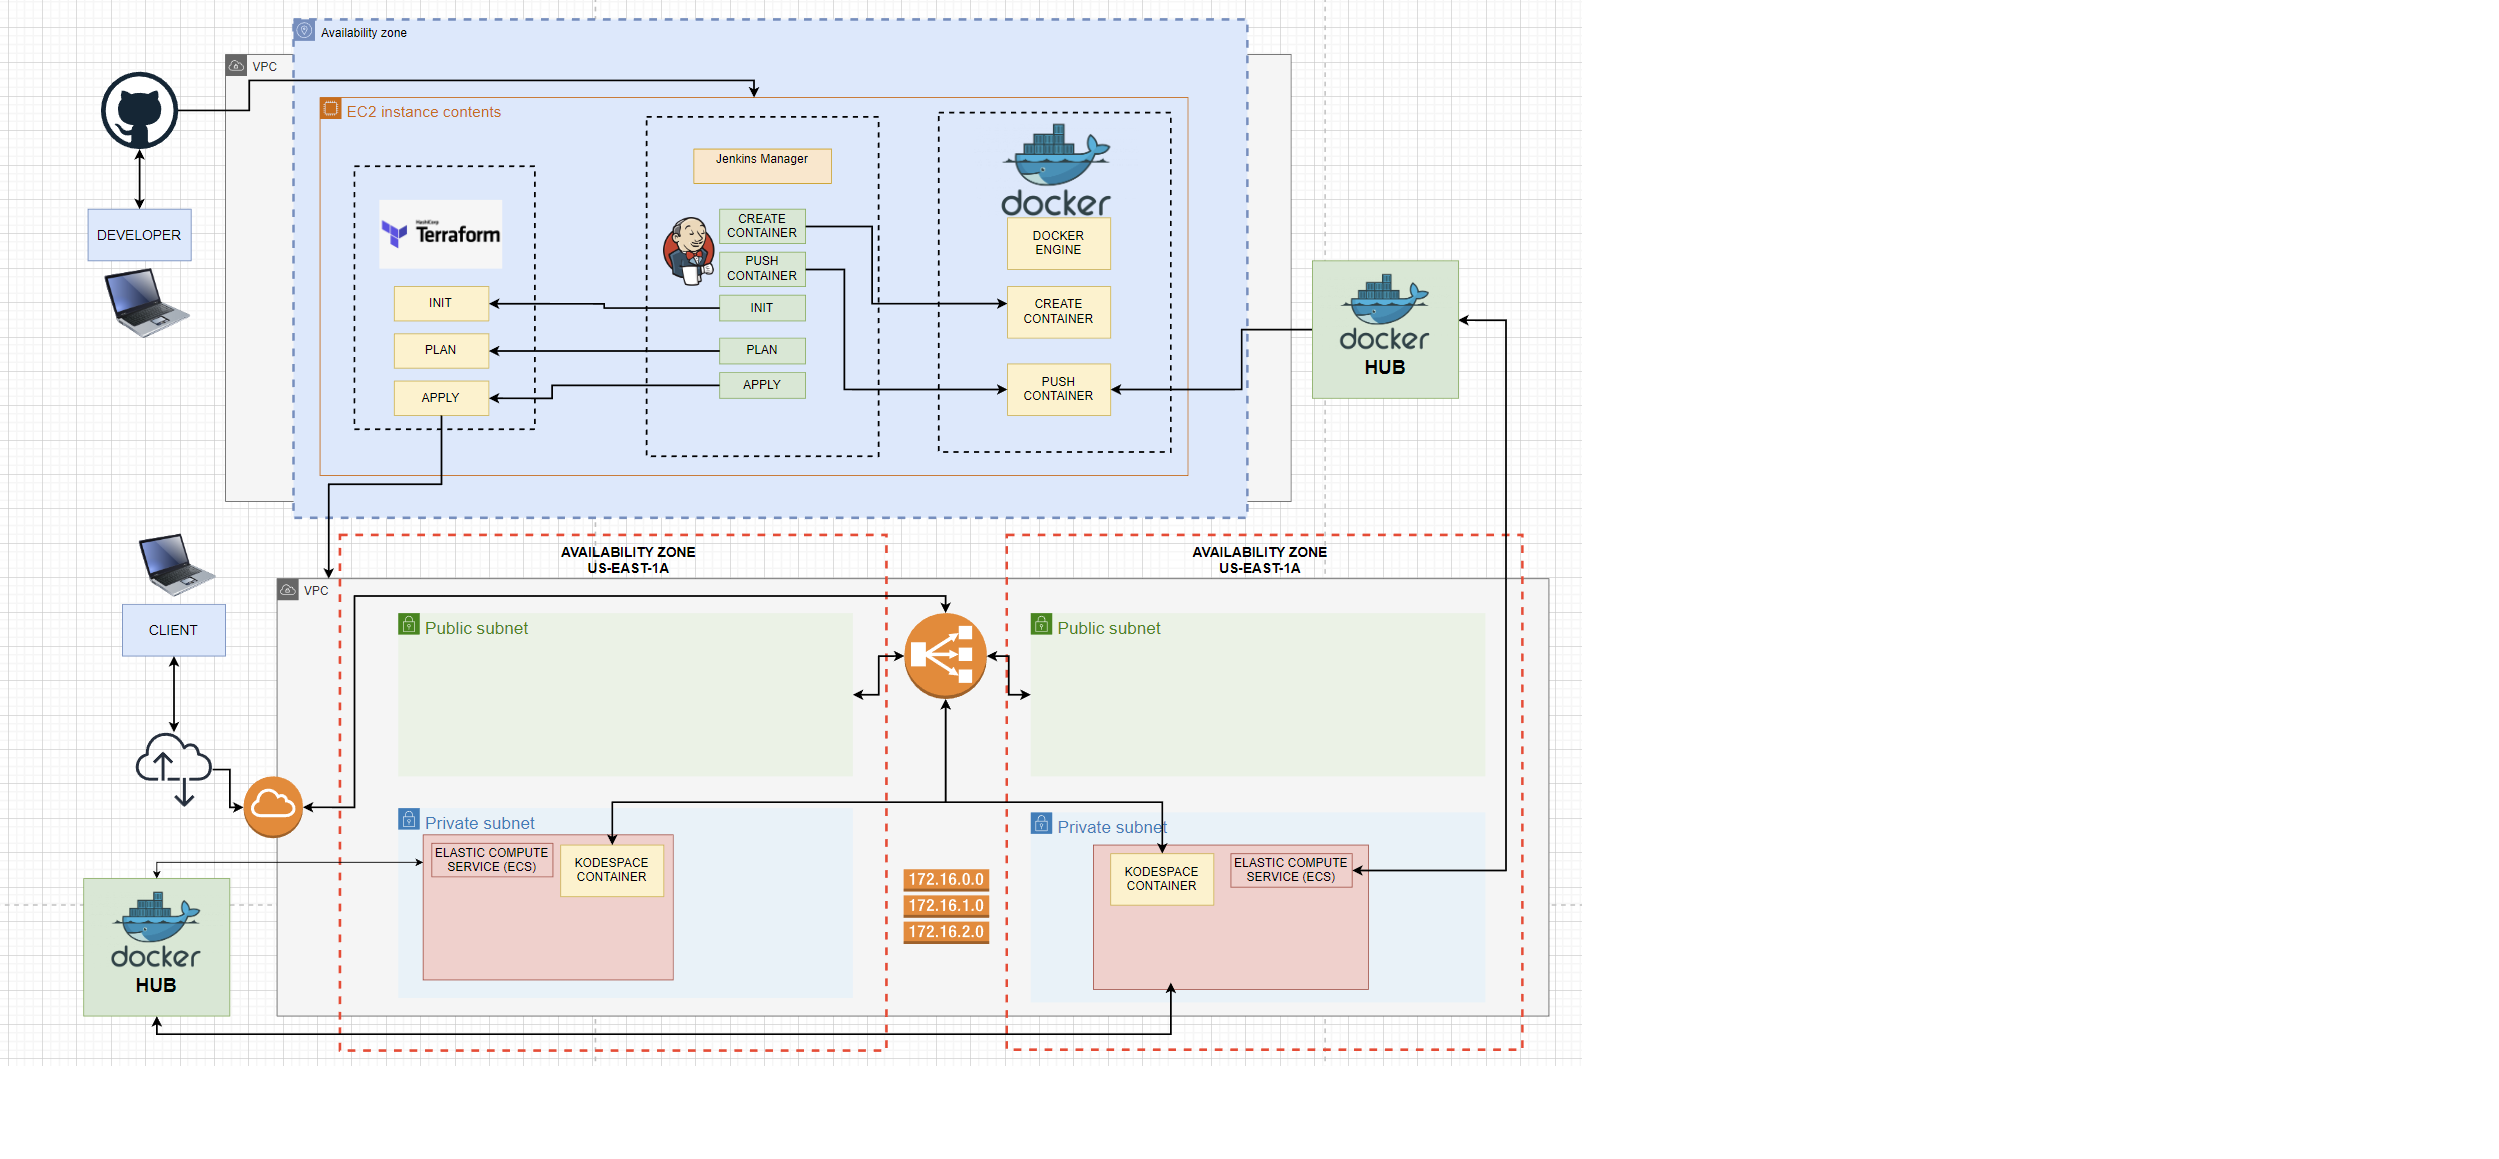 Availability zone
VPC
EC2 instance contents
DEVELOPER
HashiCorp
Terraform
INIT
PLAN
APPLY
Jenkins Manager
CREATE
CONTAINER
PUSH
CONTAINER
INIT
PLAN
APPLY
docker
DOCKER
ENGINE
CREATE
CONTAINER
PUSH
CONTAINER
docker
HUB
AVAILABILITY ZONE
US-EAST-1A
AVAILABILITY ZONE
US-EAST-1A
VPC
CLIENT
Public subnet
Public subnet
Private subnet
ELASTIC COMPUTE
SERVICE (ECS)
KODESPACE
CONTAINER
172.16.0.0
172.16.1.0
172.16.2.0
Private subnet
KODESPACE
CONTAINER
ELASTIC COMPUTE
SERVICE (ECS)
docker
HUB